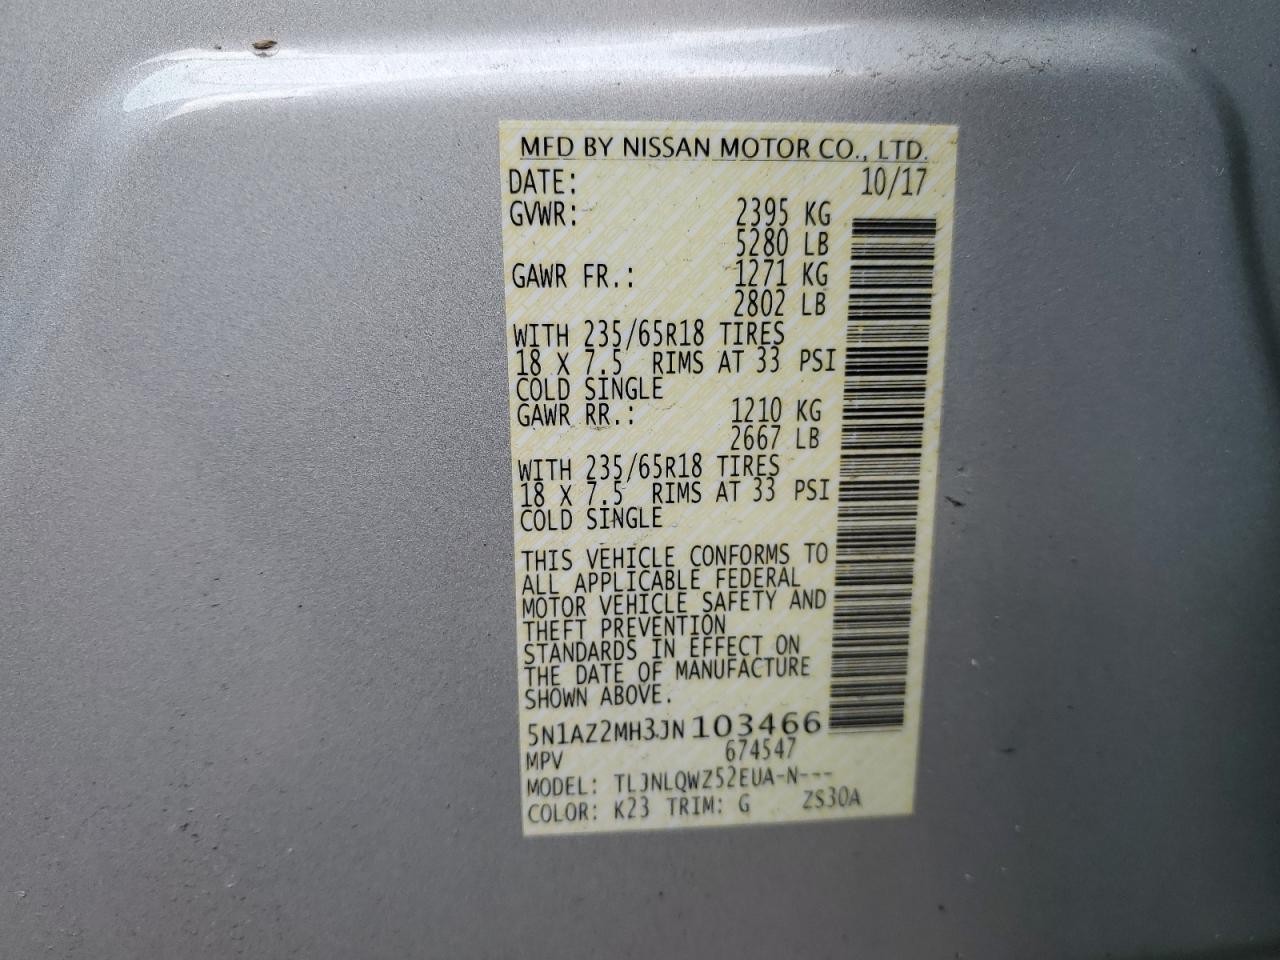 MFD BY NISSAN MOTOR CO., LTD.
DATE: 10/17
GVWR: 2395 KG
5280 LB
GAWR FR.: 1271 KG
2802 LB
WITH 235/65R18 TIRES
18 X 7.5 RIMS AT 33 PSI
COLD SINGLE
GAWR RR.: 1210 KG
2667 LB
WITH 235/65R18 TIRES
18 X 7.5 RIMS AT 33 PSI
COLD SINGLE
THIS VEHICLE CONFORMS TO
ALL APPLICABLE FEDERAL
MOTOR VEHICLE SAFETY AND
THEFT PREVENTION
STANDARDS IN EFFECT ON
THE DATE OF MANUFACTURE
SHOWN ABOVE.
5N1AZ2MH3JN103466
MPV 674547
MODEL: TLJNLQWZ52EUA-N---
COLOR: K23 TRIM: G ZS30A